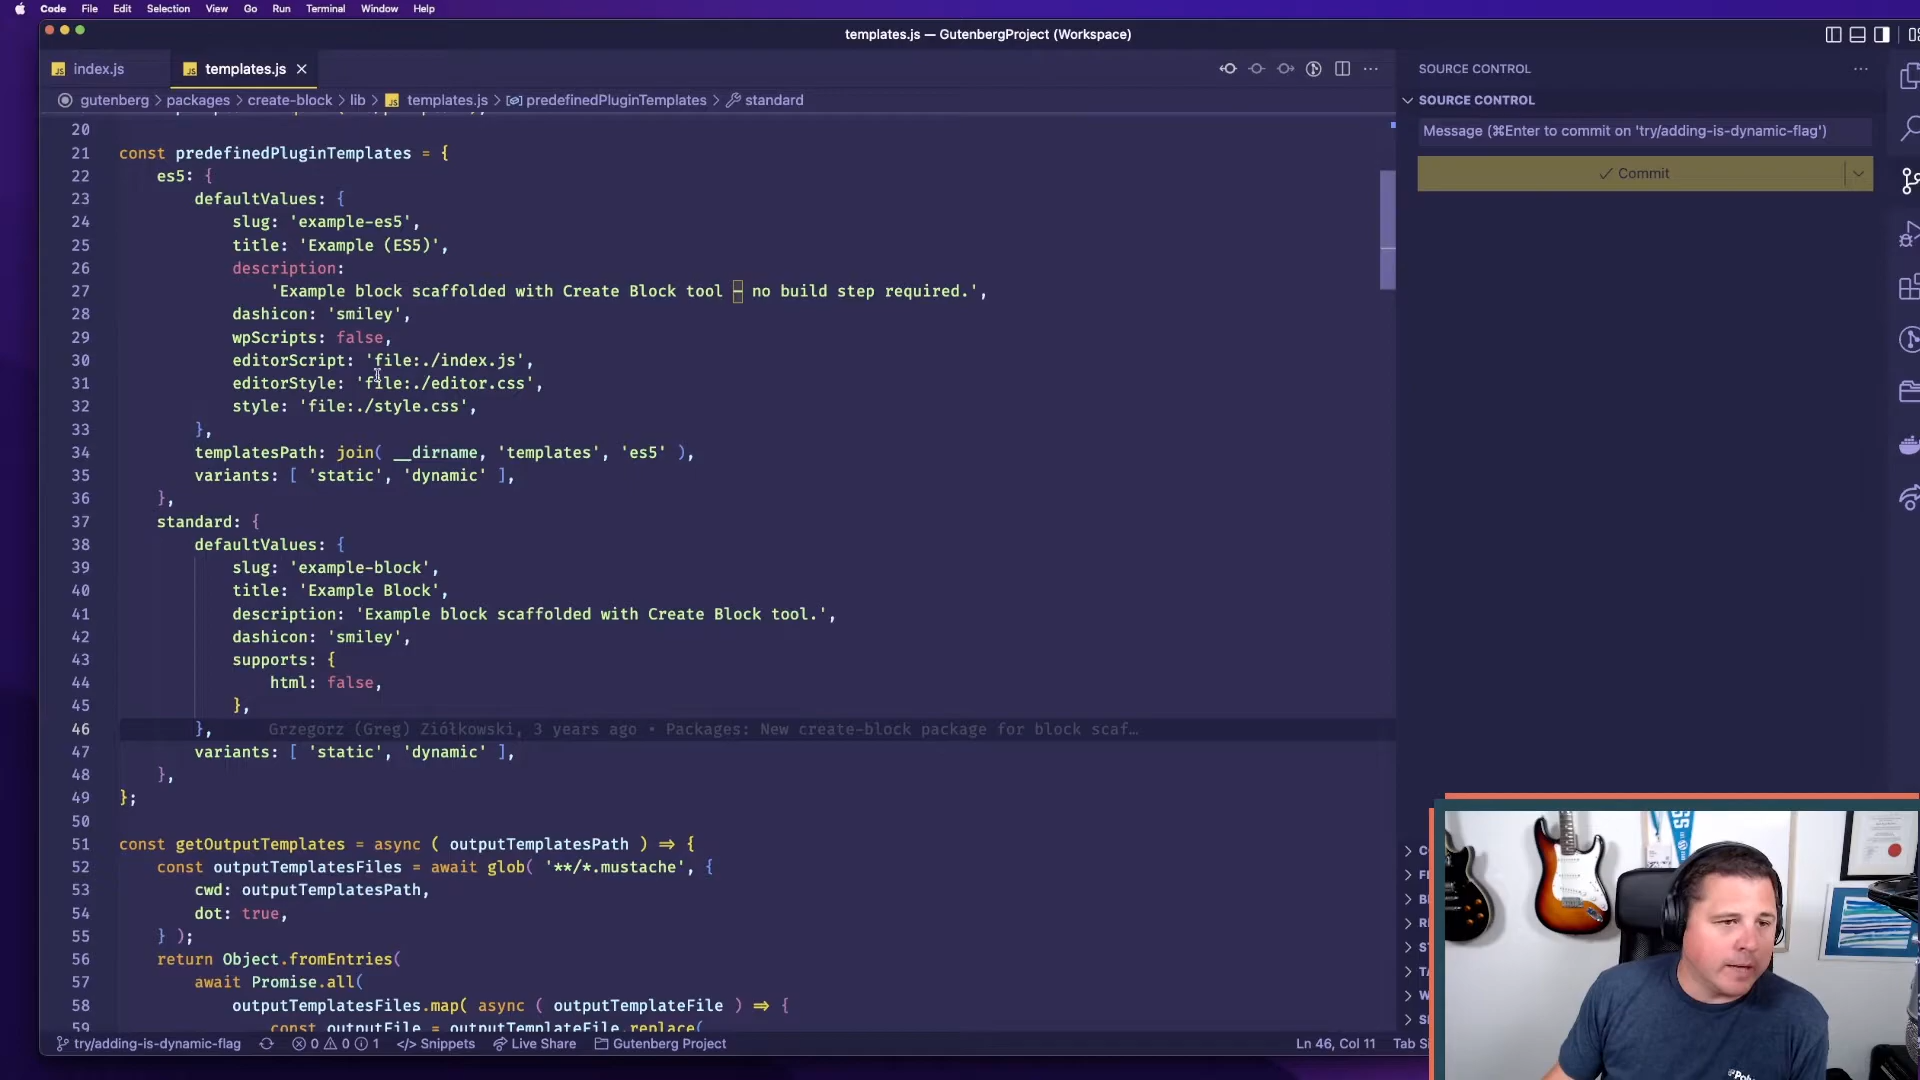 Code File Edit Selection View Go Run Terminal Window Help
templates.js — GutenbergProject (Workspace)
index.js templates.js
SOURCE CONTROL
gutenberg > packages > create-block > lib > templates.js > predefinedPluginTemplates > standard
SOURCE CONTROL
Message (⌘Enter to commit on 'try/adding-is-dynamic-flag')
Commit
20
21 const predefinedPluginTemplates = {
22 es5: {
23 defaultValues: {
24 slug: 'example-es5',
25 title: 'Example (ES5)',
26 description:
27 'Example block scaffolded with Create Block tool – no build step required.',
28 dashicon: 'smiley',
29 wpScripts: false,
30 editorScript: 'file:./index.js',
31 editorStyle: 'file:./editor.css',
32 style: 'file:./style.css',
33 },
34 templatesPath: join( __dirname, 'templates', 'es5' ),
35 variants: [ 'static', 'dynamic' ],
36 },
37 standard: {
38 defaultValues: {
39 slug: 'example-block',
40 title: 'Example Block',
41 description: 'Example block scaffolded with Create Block tool.',
42 dashicon: 'smiley',
43 supports: {
44 html: false,
45 },
46 }, Grzegorz (Greg) Ziółkowski, 3 years ago • Packages: New create-block package for block scaf…
47 variants: [ 'static', 'dynamic' ],
48 },
49 };
50
51 const getOutputTemplates = async ( outputTemplatesPath ) => {
52 const outputTemplatesFiles = await glob( '**/*.mustache', {
53 cwd: outputTemplatesPath,
54 dot: true,
55 } );
56 return Object.fromEntries(
57 await Promise.all(
58 outputTemplatesFiles.map( async ( outputTemplateFile ) => {
59 const outputFile = outputTemplateFile.replace(
try/adding-is-dynamic-flag 0 0 1 Snippets Live Share Gutenberg Project Ln 46, Col 11 Tab